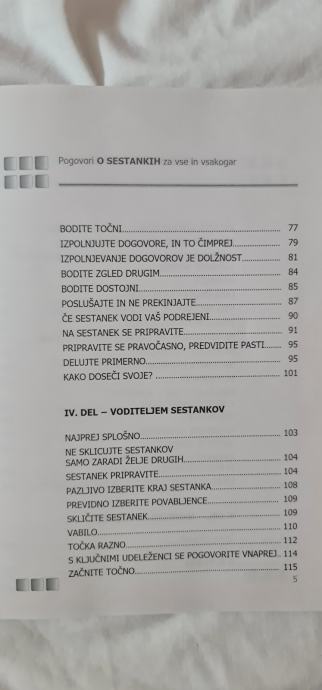 Pogovori O SESTANKIH za vse in vsakogar
BODITE TOČNI........................................................ 77
IZPOLNJUJTE DOGOVORE, IN TO ČIMPREJ................. 79
IZPOLNJEVANJE DOGOVOROV JE DOLŽNOST.............. 81
BODITE ZGLED DRUGIM............................................ 84
BODITE DOSTOJNI................................................... 85
POSLUŠAJTE IN NE PREKINJAJTE.............................. 87
ČE SESTANEK VODI VAŠ PODREJENI......................... 90
NA SESTANEK SE PRIPRAVITE................................... 91
PRIPRAVITE SE PRAVOČASNO, PREDVIDITE PASTI...... 95
DELUJTE PRIMERNO................................................ 95
KAKO DOSEČI SVOJE? ............................................ 101
IV. DEL – VODITELJEM SESTANKOV
NAJPREJ SPLOŠNO.................................................. 103
NE SKLICUJTE SESTANKOV
SAMO ZARADI ŽELJE DRUGIH................................... 104
SESTANEK PRIPRAVITE............................................ 104
PAZLJIVO IZBERITE KRAJ SESTANKA........................ 108
PREVIDNO IZBERITE POVABLJENCE.......................... 109
SKLIČITE SESTANEK................................................ 109
VABILO................................................................. 110
TOČKA RAZNO........................................................ 112
S KLJUČNIMI UDELEŽENCI SE POGOVORITE VNAPREJ.. 114
ZAČNITE TOČNO..................................................... 115
5